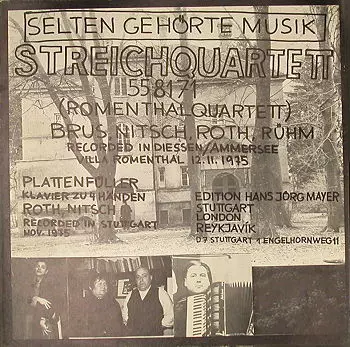 SELTEN GEHÖRTE MUSIK
STREICHQUARTETT
558171
(ROMENTHALQUARTETT)
BRUS, NITSCH, ROTH, RÜHM
RECORDED IN DIESSEN/AMMERSEE
VILLA ROMENTHAL 12.11.1975
PLATTENFÜLLER
KLAVIER ZU 4 HÄNDEN
ROTH, NITSCH
RECORDED IN STUTTGART
NOV. 1975
EDITION HANS JÖRG MAYER
STUTTGART
LONDON
REYKJAVÍK
D7 STUTTGART 1 ENGELHORNWEG 11